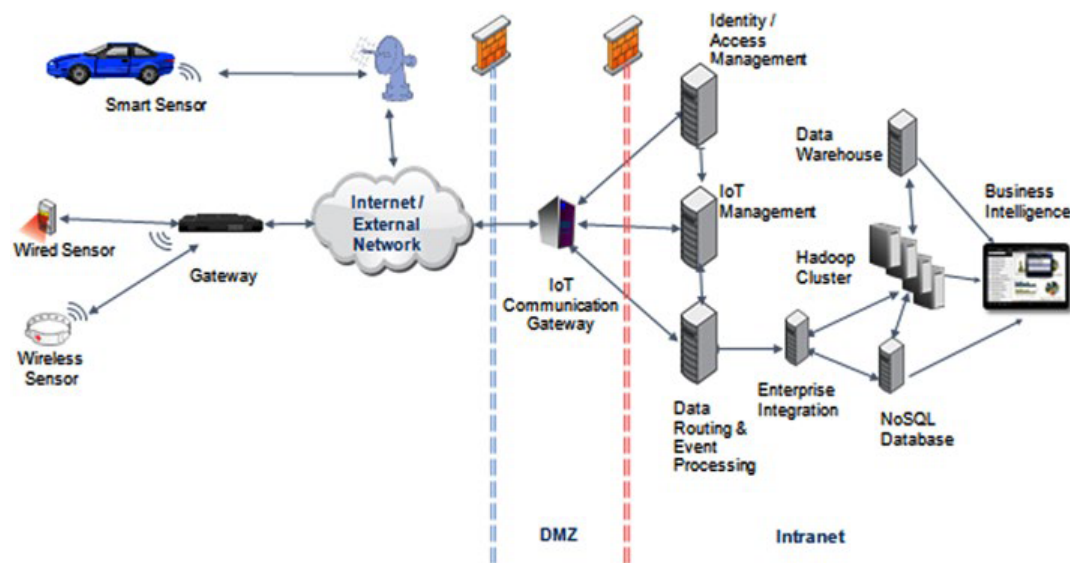 Identity /
Access
Management
Smart Sensor
Data
Warehouse
Internet /
External
Network
IoT
Management
Business
Intelligence
Wired Sensor
Gateway
Hadoop
Cluster
IoT
Communication
Gateway
Wireless
Sensor
Enterprise
Integration
Data
Routing &
Event
Processing
NoSQL
Database
DMZ
Intranet